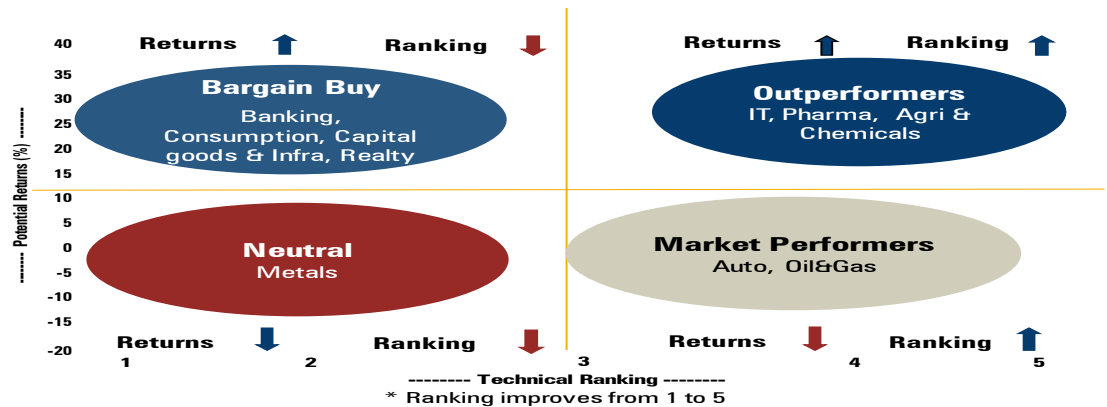 Returns Ranking Returns Ranking
40
35
30
25
20
15
10
5
0
-5
-10
-15
-20
------- Potential Returns (%) -------
Bargain Buy
Banking,
Consumption, Capital
goods & Infra, Realty
Outperformers
IT, Pharma, Agri &
Chemicals
Neutral
Metals
Market Performers
Auto, Oil&Gas
Returns Ranking Returns Ranking
1 2 3 4 5
-------- Technical Ranking --------
* Ranking improves from 1 to 5